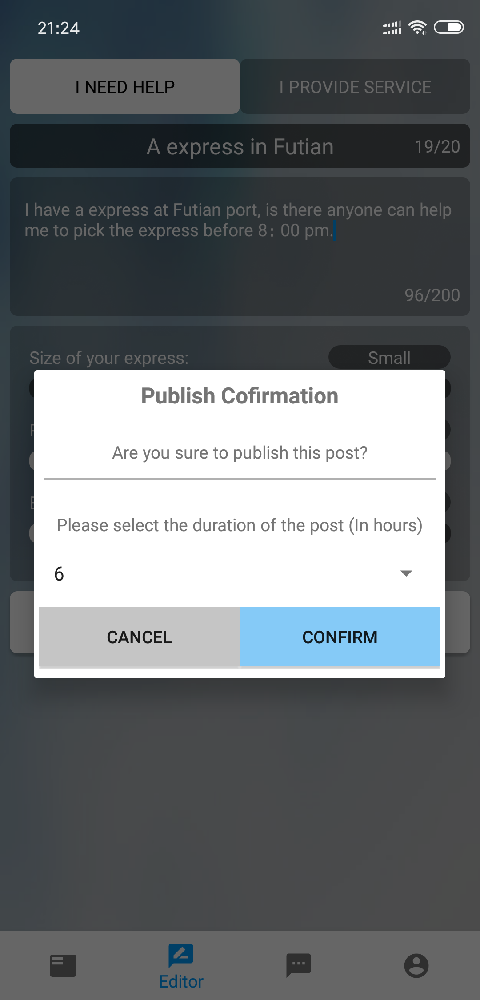 21:24
I NEED HELP
I PROVIDE SERVICE
A express in Futian
19/20
I have a express at Futian port, is there anyone can help
me to pick the express before 8：00 pm.
96/200
Size of your express:
Small
Publish Cofirmation
Are you sure to publish this post?
Please select the duration of the post (In hours)
6
CANCEL
CONFIRM
Editor